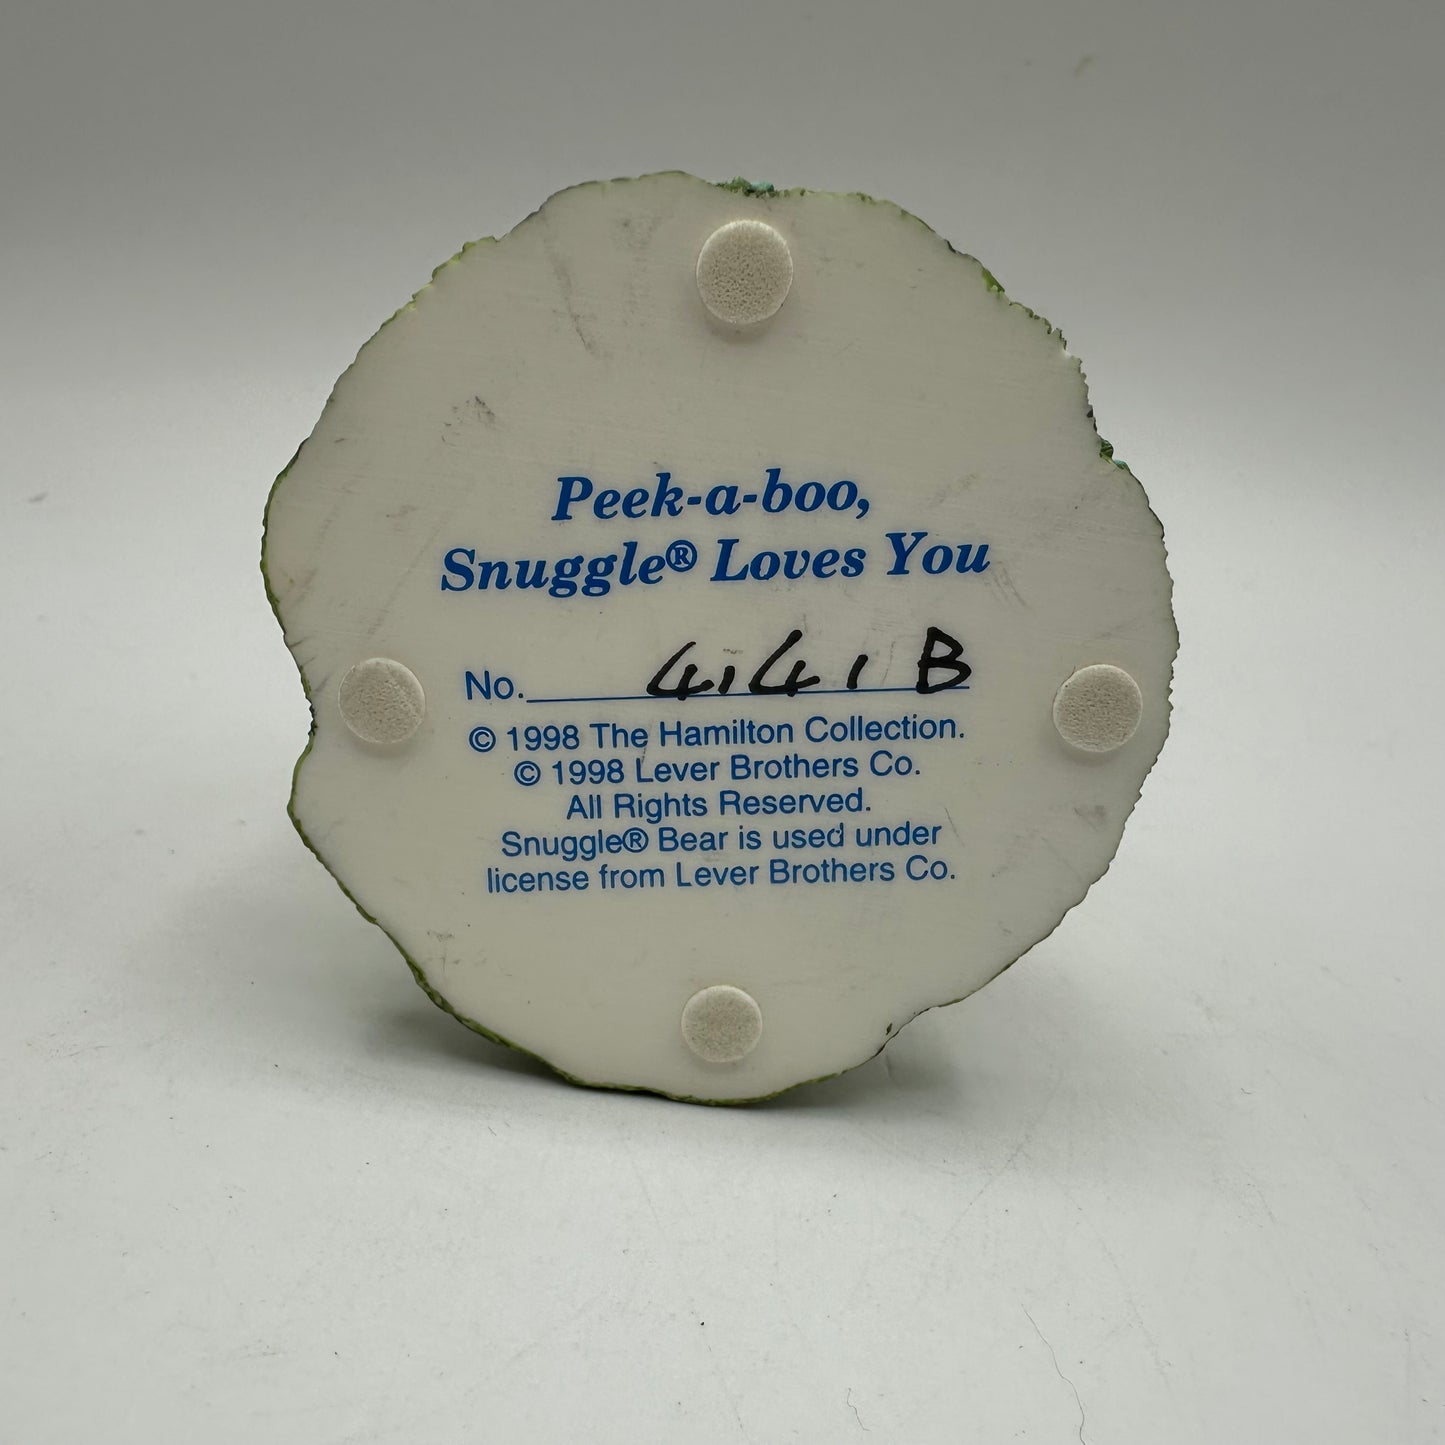 Peek-a-boo,
Snuggle® Loves You
No. 4141 B
© 1998 The Hamilton Collection.
© 1998 Lever Brothers Co.
All Rights Reserved.
Snuggle® Bear is used under
license from Lever Brothers Co.